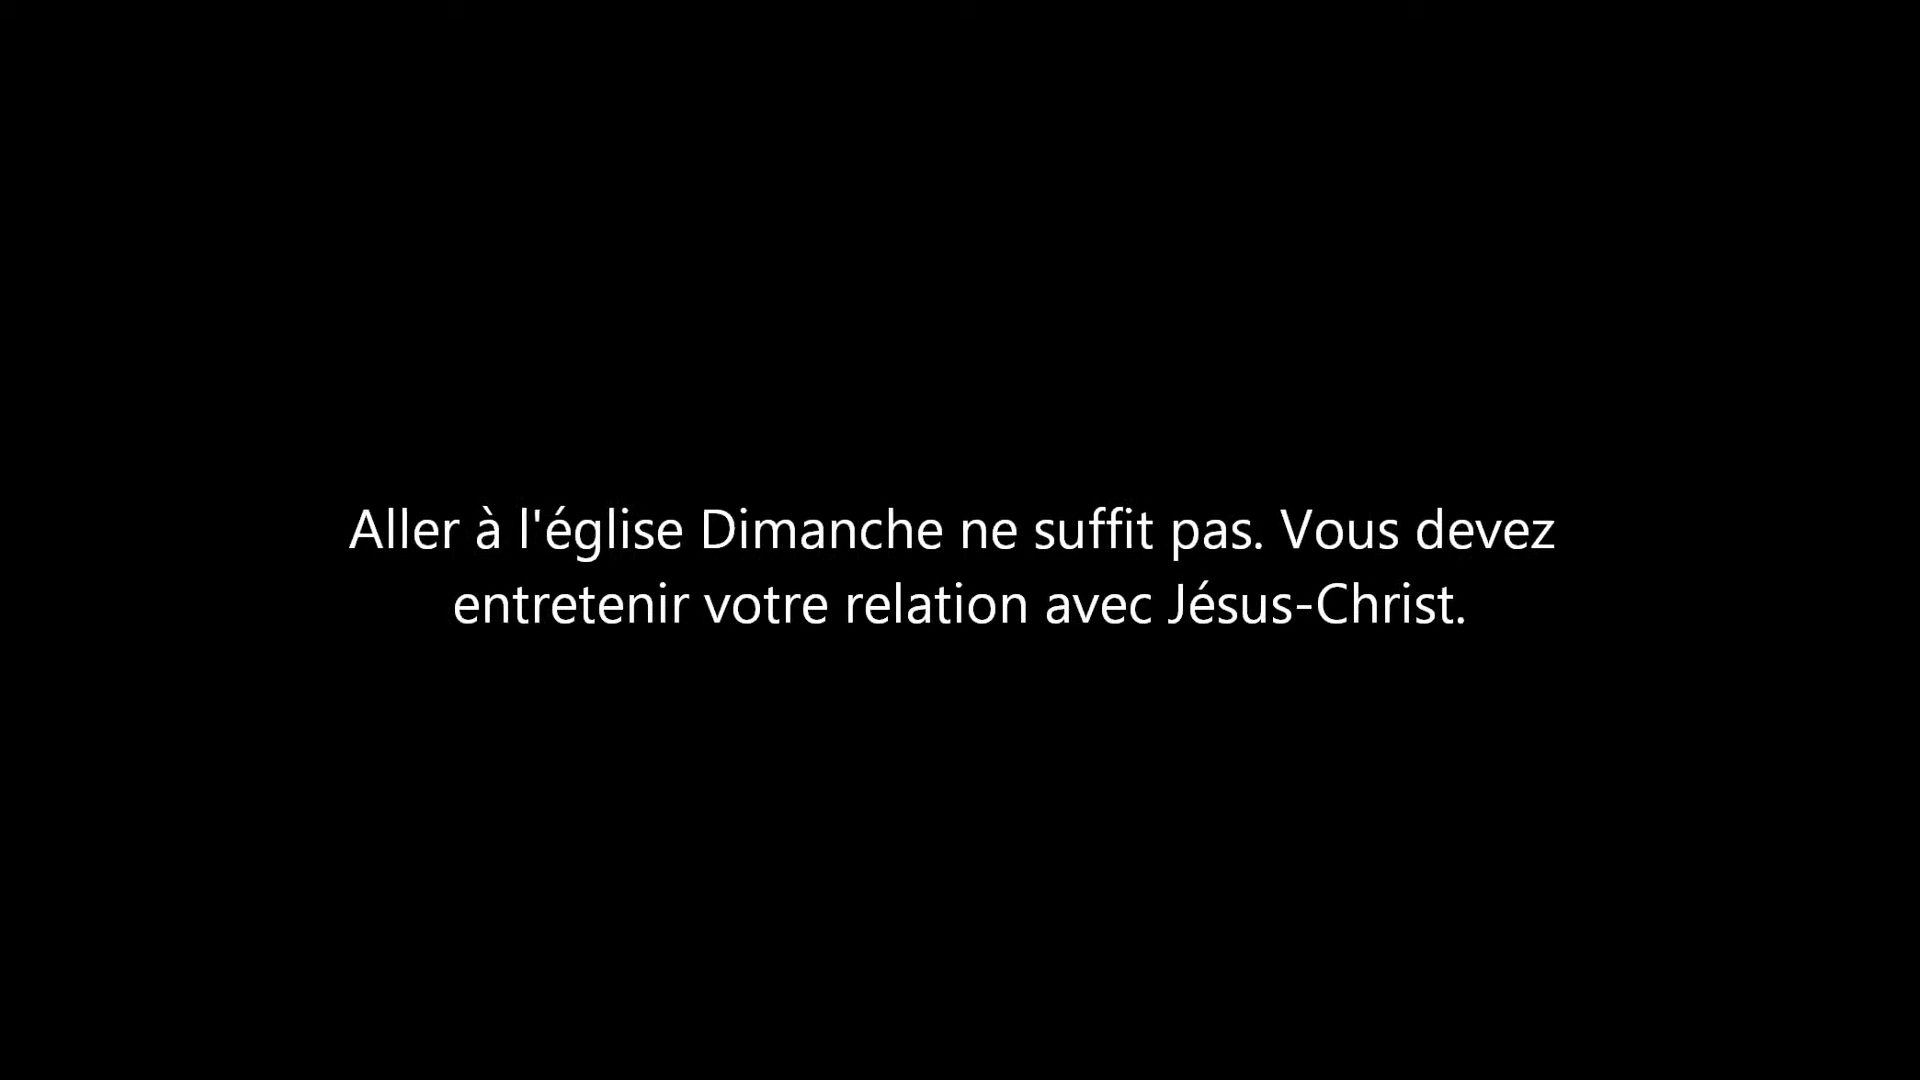 Aller à l'église Dimanche ne suffit pas. Vous devez
entretenir votre relation avec Jésus-Christ.